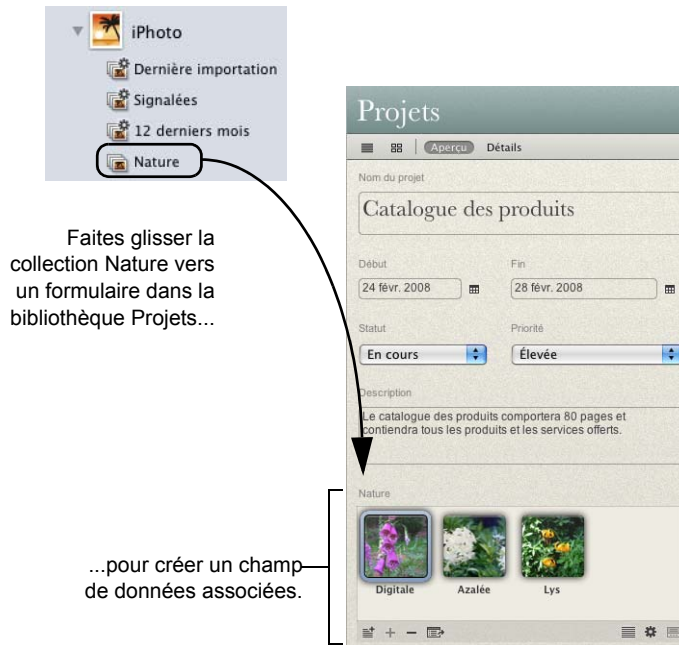 iPhoto
Dernière importation
Signalées
12 derniers mois
Nature
Faites glisser la
collection Nature vers
un formulaire dans la
bibliothèque Projets...
Projets
Aperçu Détails
Nom du projet
Catalogue des produits
Début Fin
24 févr. 2008 28 févr. 2008
Statut Priorité
En cours Élevée
Description
Le catalogue des produits comportera 80 pages et
contiendra tous les produits et les services offerts.
Nature
Digitale Azalée Lys
...pour créer un champ
de données associées.